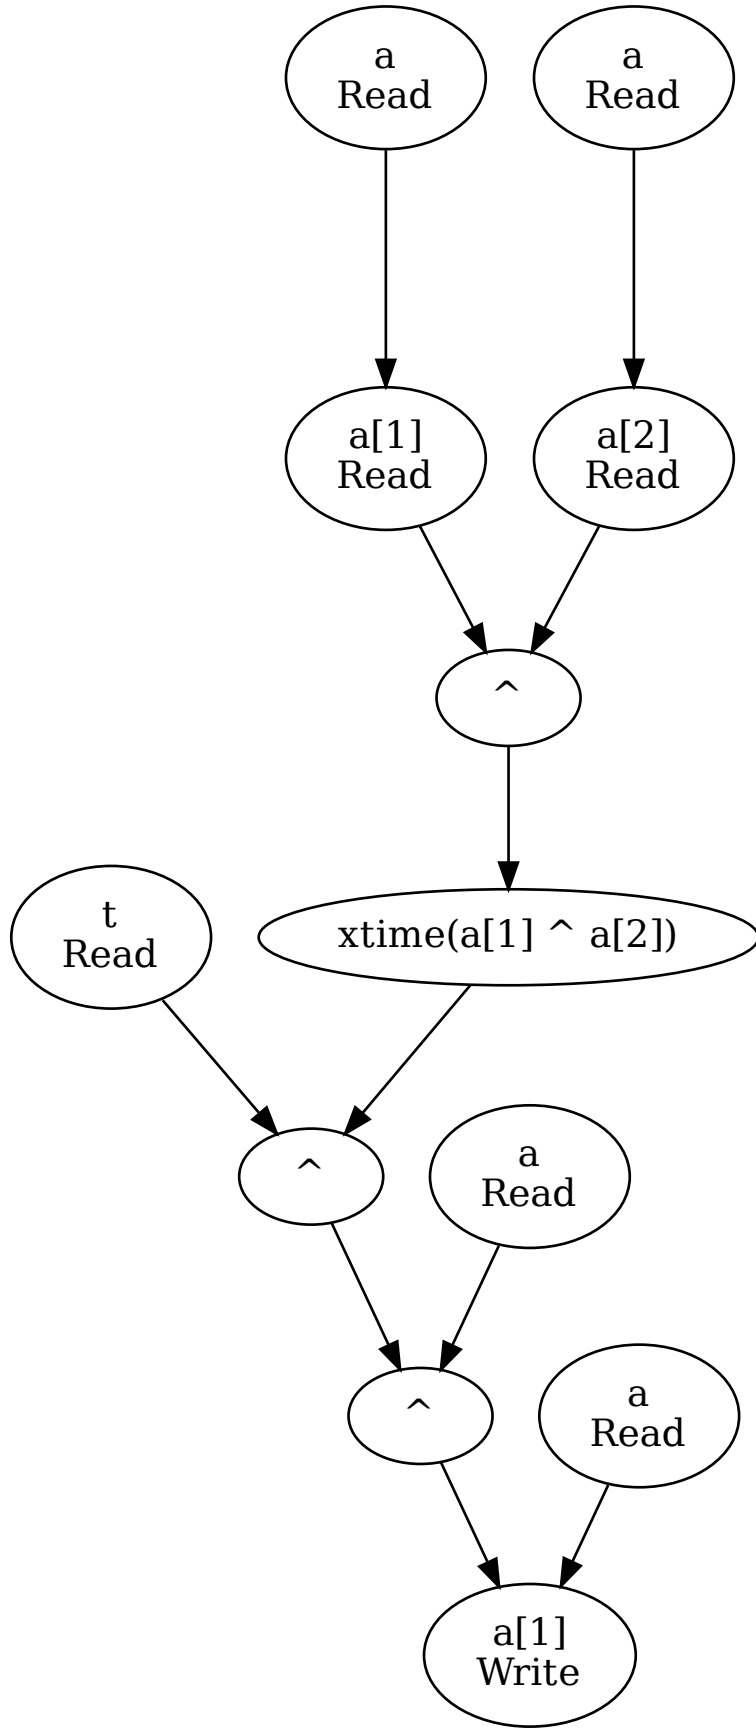 a
Read
a
Read
a[1]
Read
a[2]
Read
^
t
Read
xtime(a[1] ^ a[2])
^
a
Read
^
a
Read
a[1]
Write